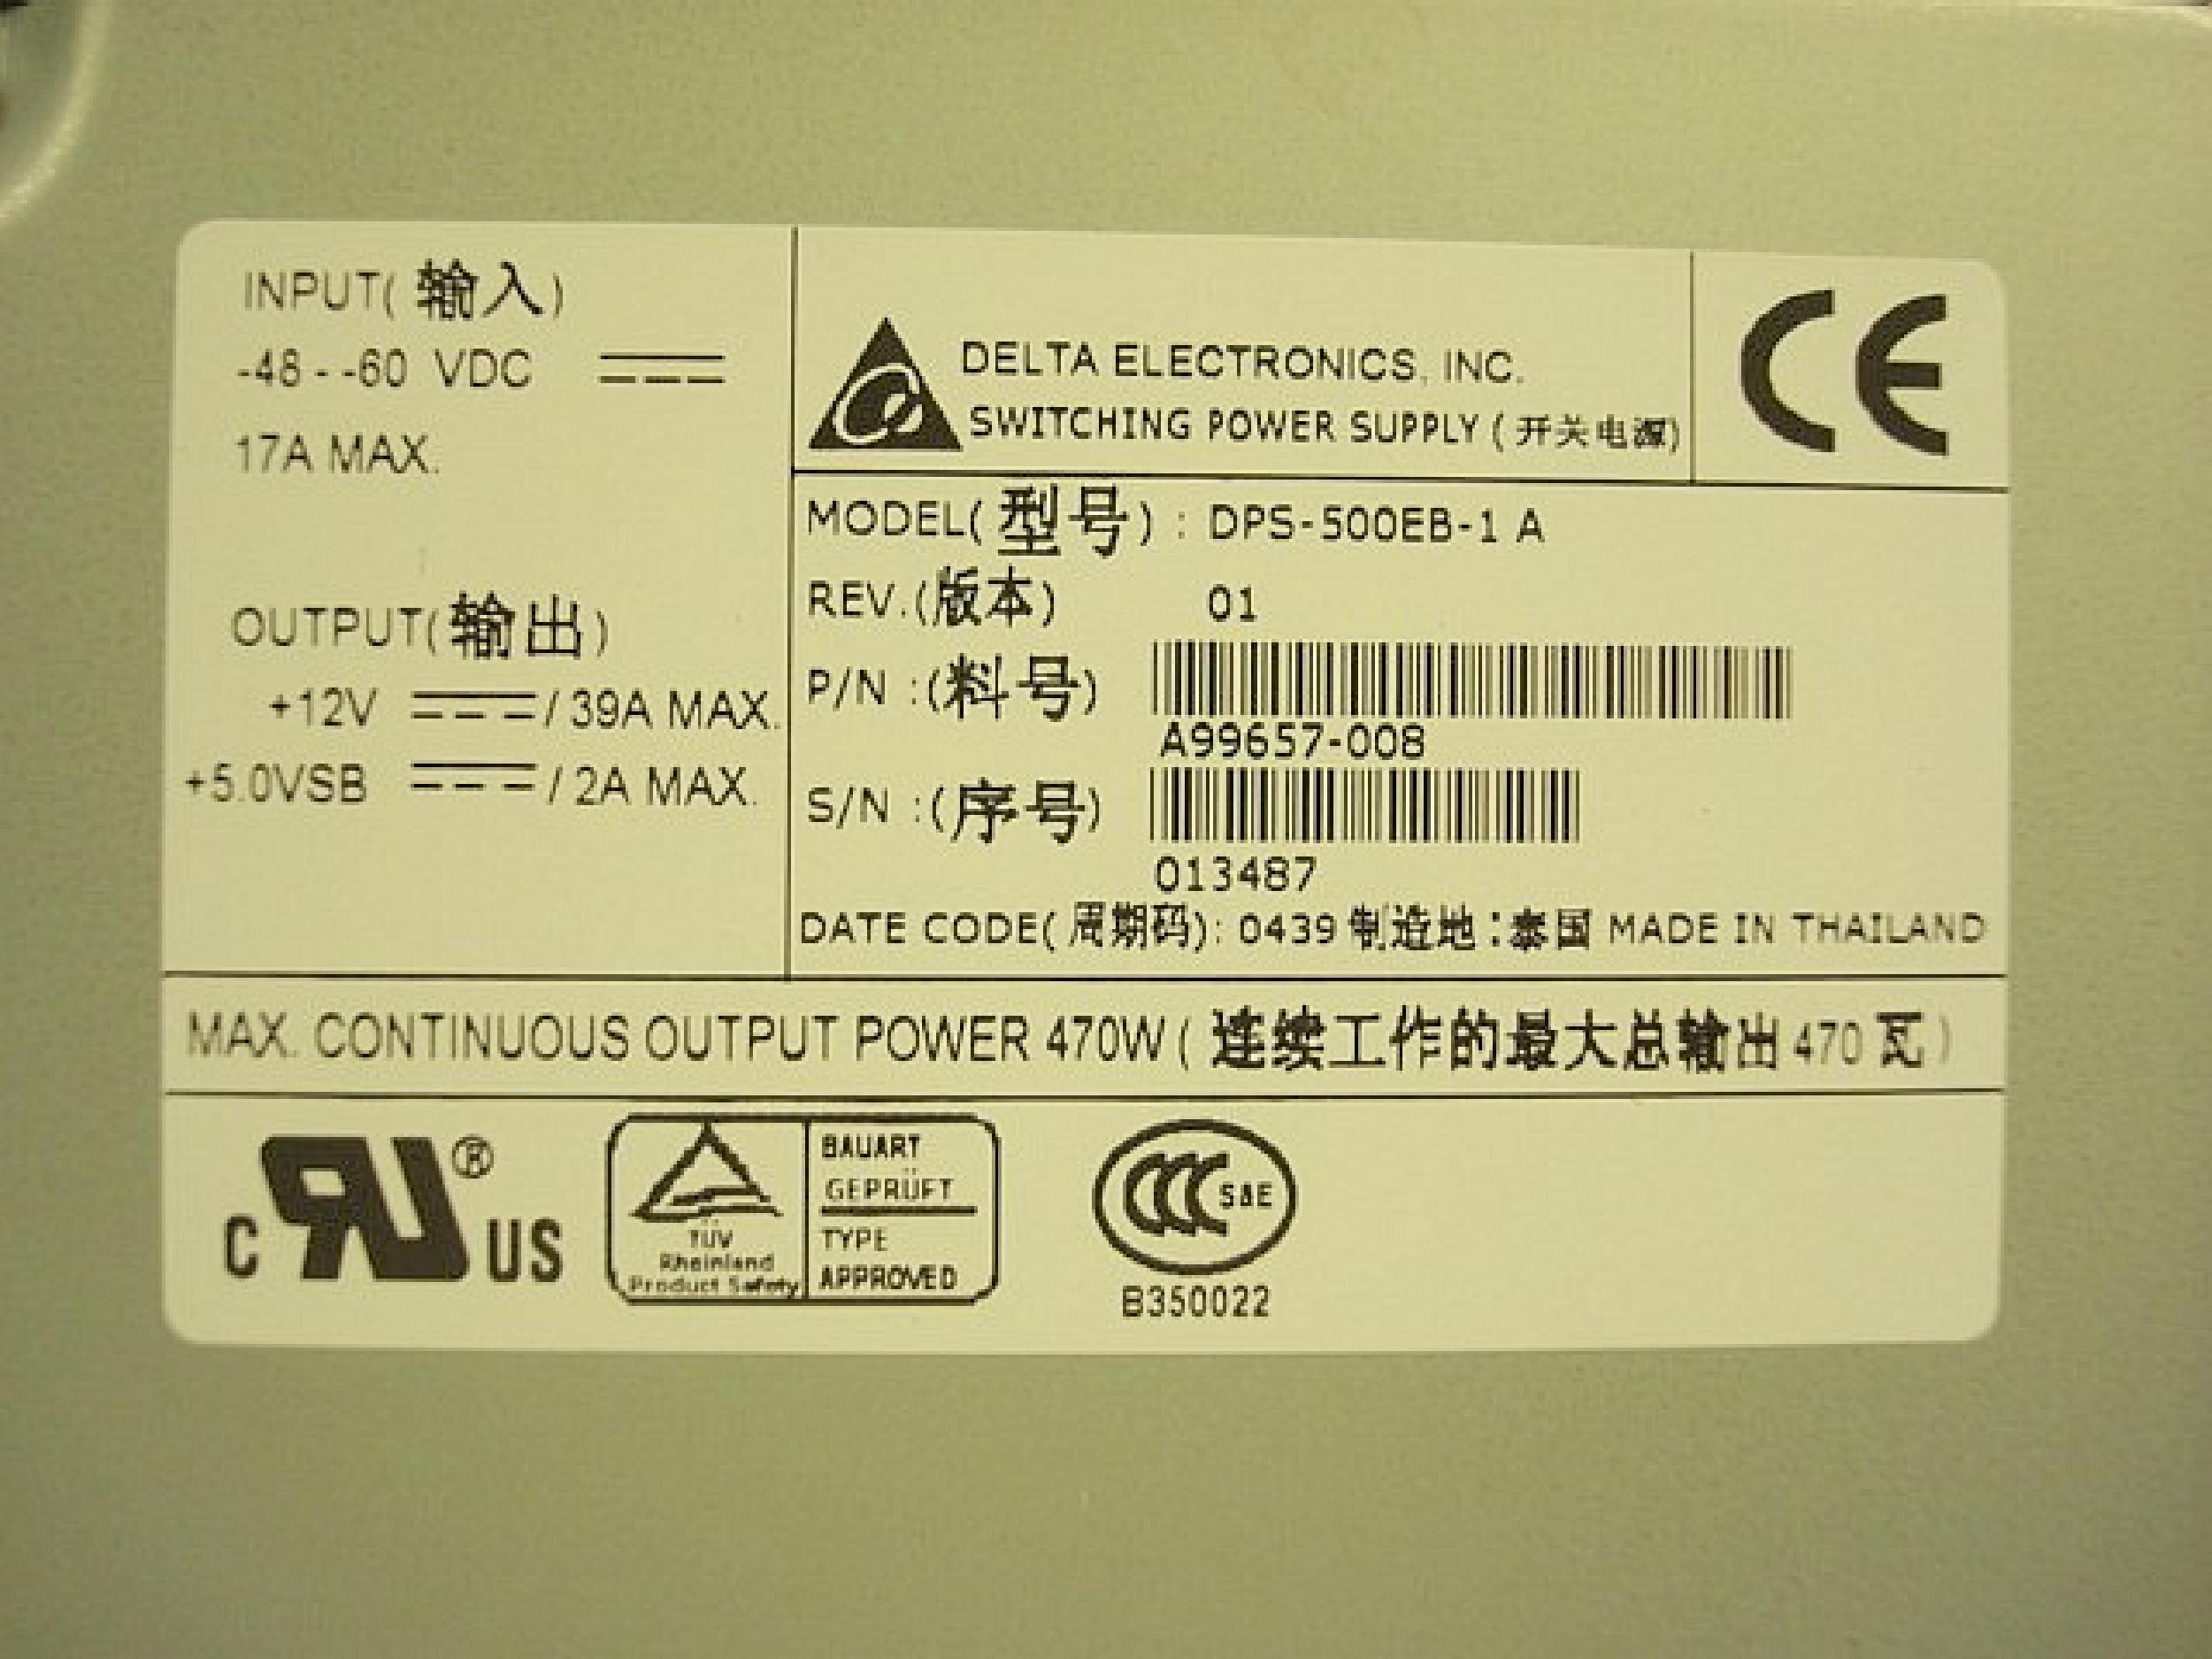 INPUT(输入)
-48 - -60 VDC
17A MAX.
OUTPUT(输出)
+12V / 39A MAX.
+5.0VSB / 2A MAX.
DELTA ELECTRONICS, INC.
SWITCHING POWER SUPPLY (开关电源)
CE
MODEL(型号) : DPS-500EB-1 A
REV.(版本) 01
P/N :(料号)
A99657-008
S/N :(序号)
013487
DATE CODE(周期码): 0439 制造地:泰国 MADE IN THAILAND
MAX. CONTINUOUS OUTPUT POWER 470W ( 连续工作的最大总输出 470 瓦 )
C RU ® US
TÜV
Rheinland
Product Safety
BAUART
GEPRÜFT
TYPE
APPROVED
CCC S&E
B350022